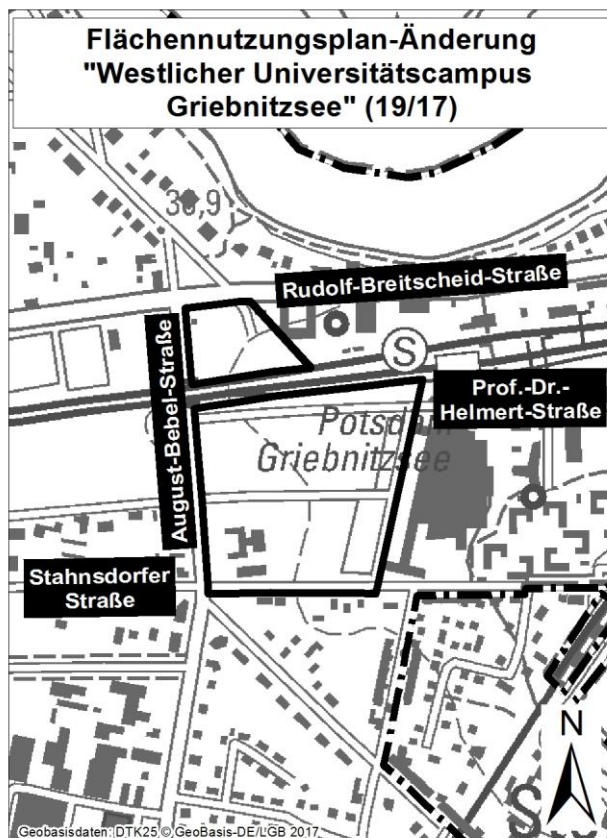 Flächennutzungsplan-Änderung
"Westlicher Universitätscampus
Griebnitzsee" (19/17)
Rudolf-Breitscheid-Straße
S
August-Bebel-Straße
Prof.-Dr.-
Helmert-Straße
Potsdam
Griebnitzsee
Stahnsdorfer
Straße
N
S
Geobasisdaten: DTK25 © GeoBasis-DE/LGB 2017